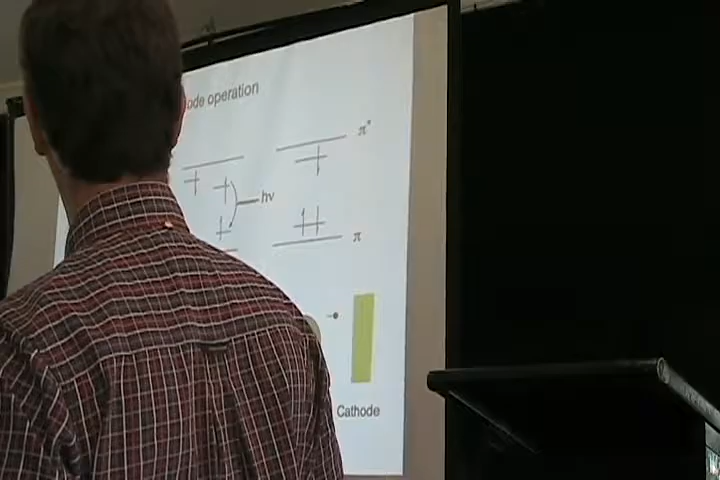 ode operation
π*
hν
π
Cathode